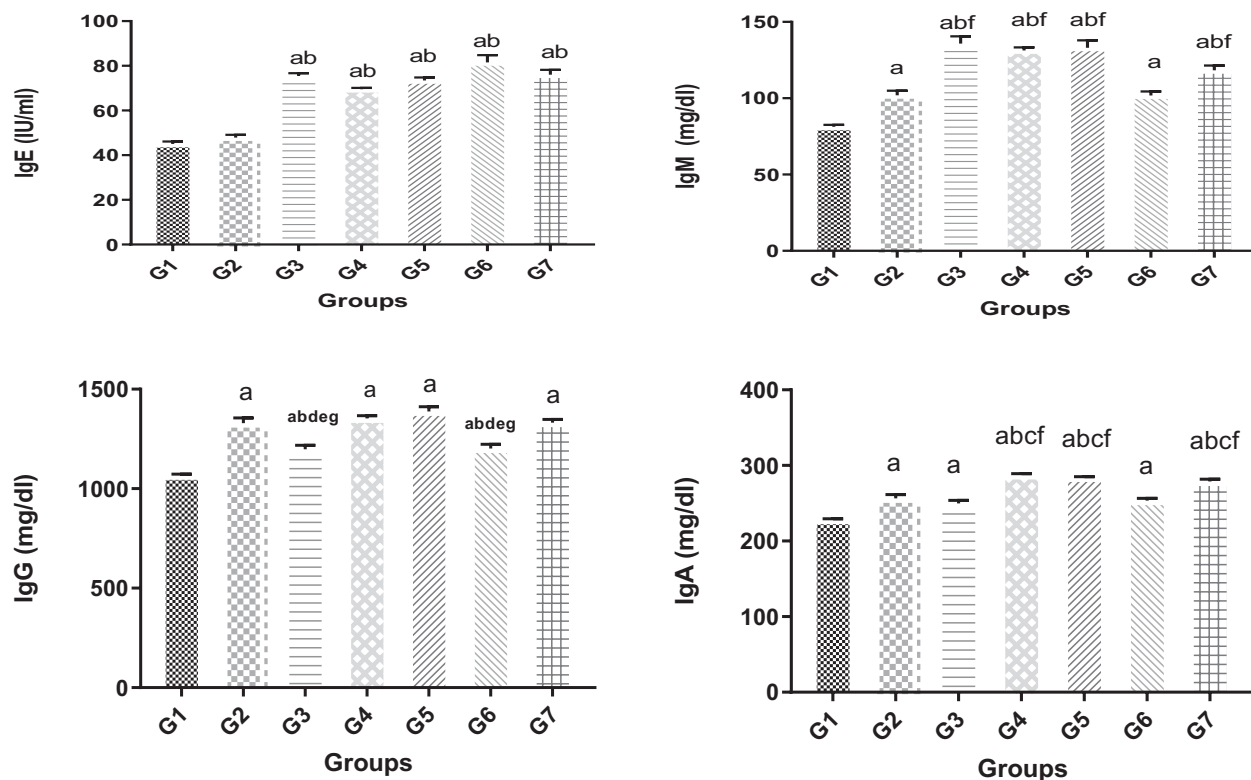 IgE (IU/ml)
100
80
60
40
20
0
ab
ab
ab
ab
ab
G1 G2 G3 G4 G5 G6 G7
Groups
IgM (mg/dl)
150
100
50
0
a
abf
abf
abf
a
abf
G1 G2 G3 G4 G5 G6 G7
Groups
IgG (mg/dl)
1500
1000
500
0
a
abdeg
a
a
abdeg
a
G1 G2 G3 G4 G5 G6 G7
Groups
IgA (mg/dl)
400
300
200
100
0
a
a
abcf
abcf
a
abcf
G1 G2 G3 G4 G5 G6 G7
Groups